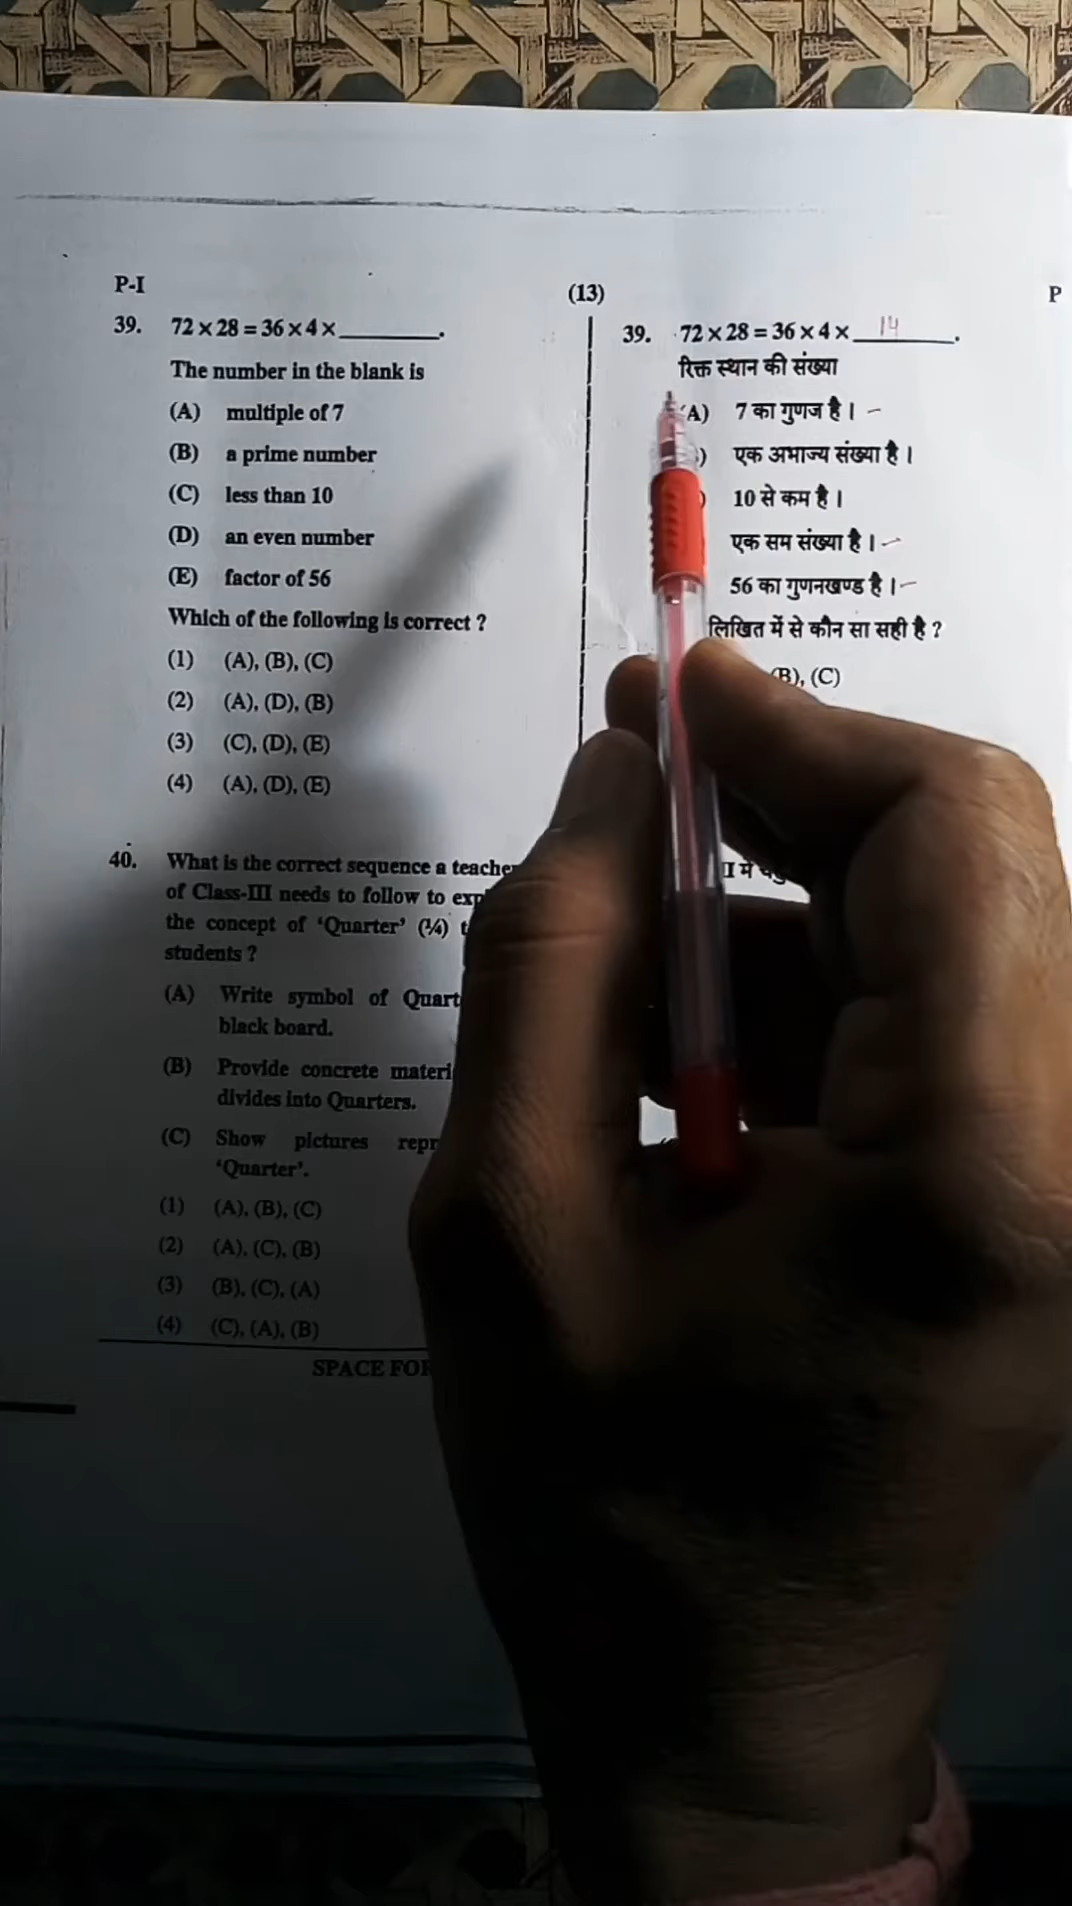 P-I
(13)
P
39. 72 × 28 = 36 × 4 × ________.
The number in the blank is
(A) multiple of 7
(B) a prime number
(C) less than 10
(D) an even number
(E) factor of 56
Which of the following is correct ?
(1) (A), (B), (C)
(2) (A), (D), (B)
(3) (C), (D), (E)
(4) (A), (D), (E)
40. What is the correct sequence a
of Class-III needs to follow to
the concept of ‘Quarter’ (¼)
students ?
(A) Write symbol of
black board.
(B) Provide concrete
divides into Quarters.
(C) Show pictures
‘Quarter’.
(1) (A), (B), (C)
(2) (A), (C), (B)
(3) (B), (C), (A)
(4) (C), (A), (B)
SPACE
39. 72 × 28 = 36 × 4 × 14.
रिक्त स्थान की संख्या
(A) 7 का गुणज है।
) एक अभाज्य संख्या है।
) 10 से कम है।
एक सम संख्या है।
56 का गुणनखण्ड है।
लिखित में से कौन सा सही है ?
(B), (C)
में